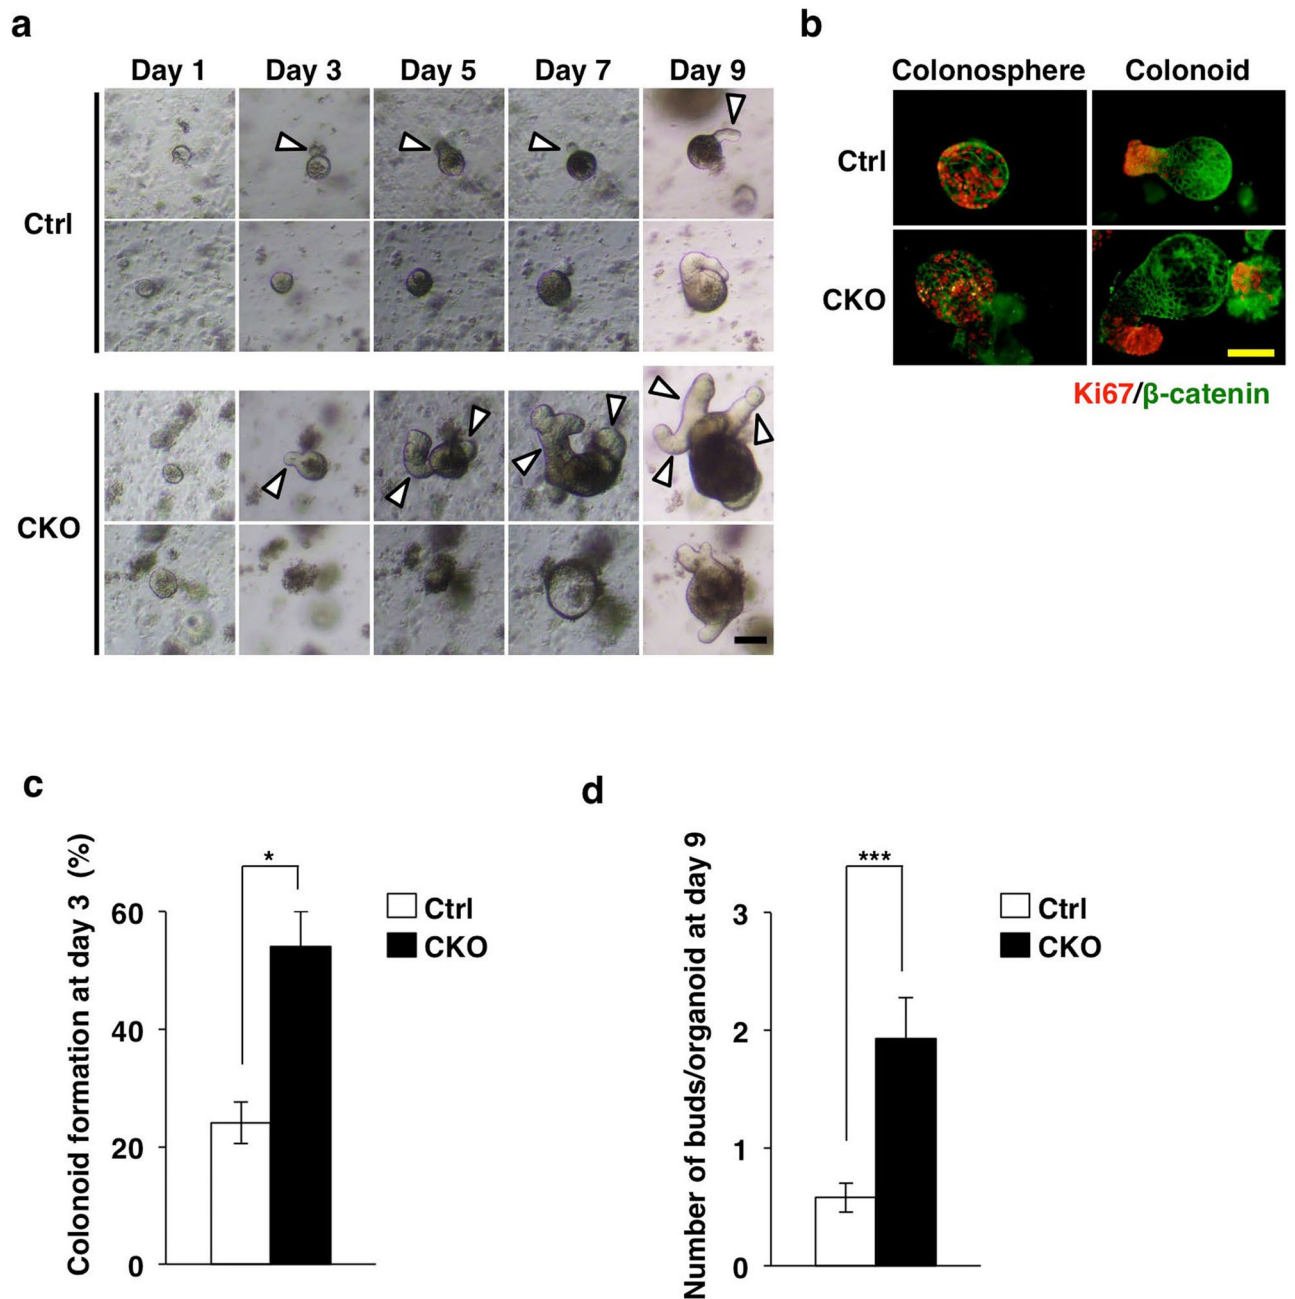 a
Day 1 Day 3 Day 5 Day 7 Day 9
Ctrl
CKO
b
Colonosphere Colonoid
Ctrl
CKO
Ki67/β-catenin
c
Colonoid formation at day 3 (%)
60
40
20
0
*
Ctrl
CKO
d
Number of buds/organoid at day 9
3
2
1
0
***
Ctrl
CKO